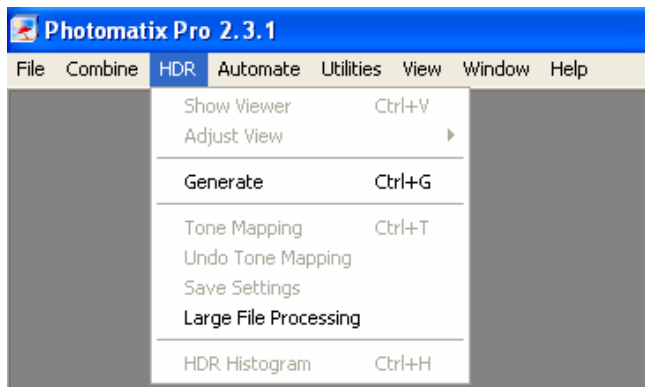 Photomatix Pro 2.3.1
File Combine HDR Automate Utilities View Window Help
Show Viewer Ctrl+V
Adjust View
Generate Ctrl+G
Tone Mapping Ctrl+T
Undo Tone Mapping
Save Settings
Large File Processing
HDR Histogram Ctrl+H